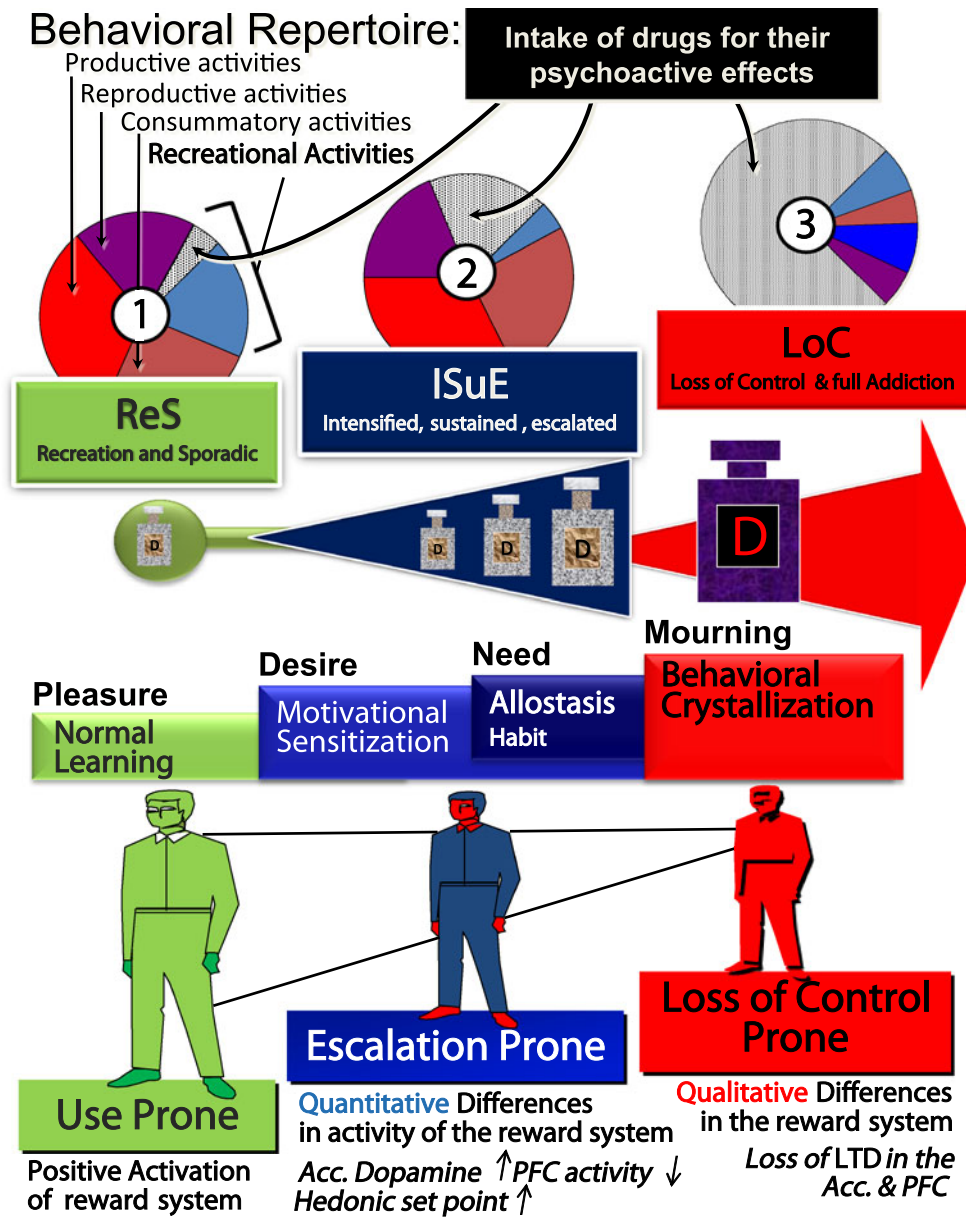 Behavioral Repertoire:
Intake of drugs for their
psychoactive effects
Productive activities
Reproductive activities
Consummatory activities
Recreational Activities
1
2
3
ReS
Recreation and Sporadic
ISuE
Intensified, sustained , escalated
LoC
Loss of Control & full Addiction
D
D
D
D
D
Pleasure
Normal
Learning
Desire
Motivational
Sensitization
Need
Allostasis
Habit
Mourning
Behavioral
Crystallization
Use Prone
Positive Activation
of reward system
Escalation Prone
Quantitative Differences
in activity of the reward system
Acc. Dopamine ↑ PFC activity ↓
Hedonic set point ↑
Loss of Control
Prone
Qualitative Differences
in the reward system
Loss of LTD in the
Acc. & PFC